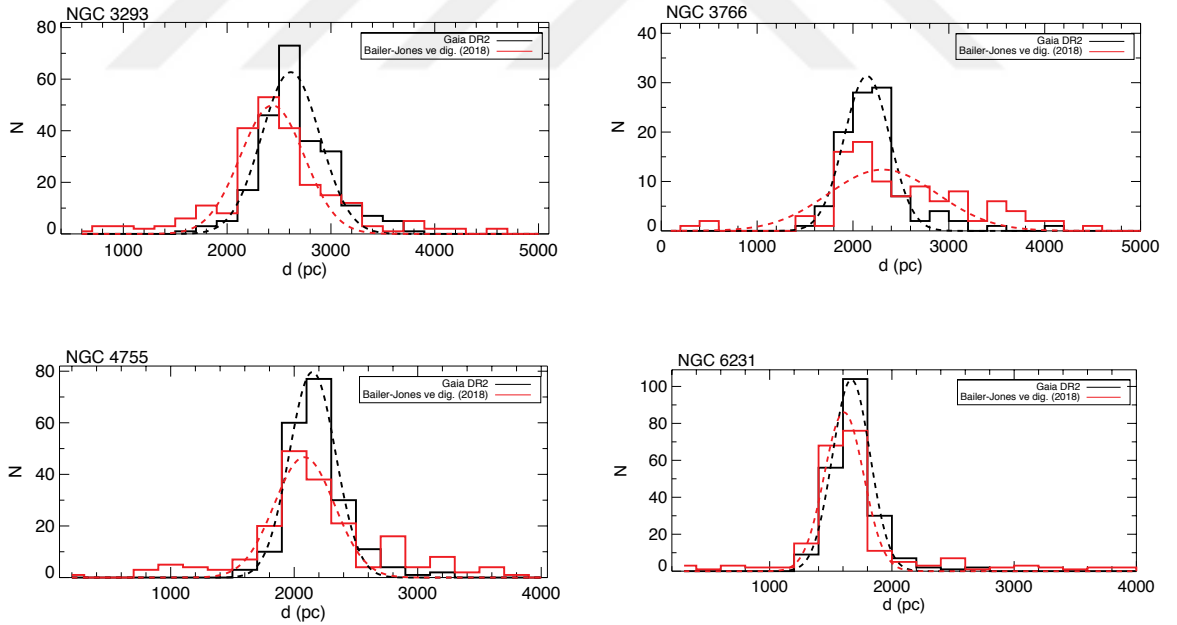 NGC 3293
Gaia DR2
Bailer-Jones ve dig. (2018)
80
60
40
20
0
N
1000 2000 3000 4000 5000
d (pc)
NGC 3766
Gaia DR2
Bailer-Jones ve dig. (2018)
40
30
20
10
0
N
0 1000 2000 3000 4000 5000
d (pc)
NGC 4755
Gaia DR2
Bailer-Jones ve dig. (2018)
80
60
40
20
0
N
1000 2000 3000 4000
d (pc)
NGC 6231
Gaia DR2
Bailer-Jones ve dig. (2018)
100
80
60
40
20
0
N
1000 2000 3000 4000
d (pc)